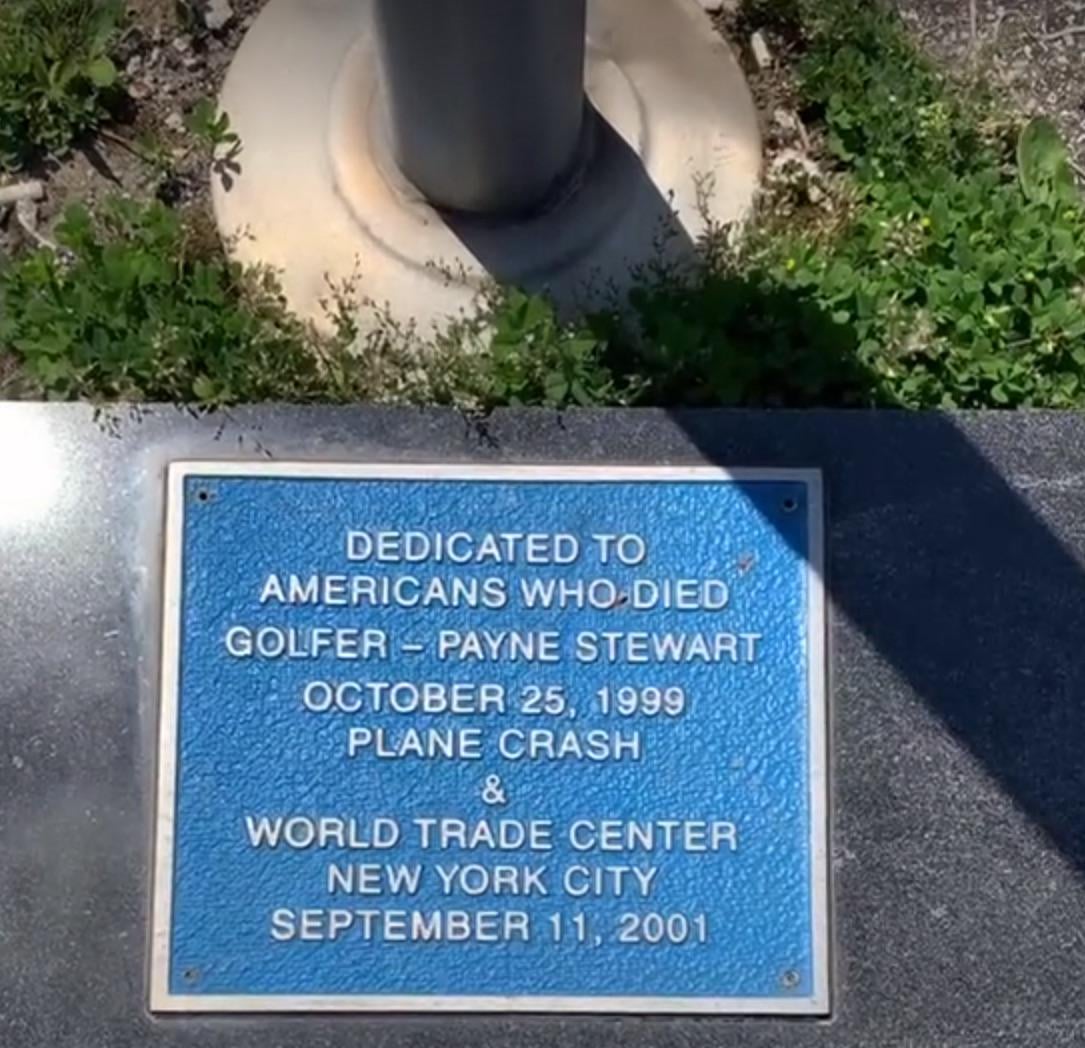 DEDICATED TO
AMERICANS WHO DIED
GOLFER – PAYNE STEWART
OCTOBER 25, 1999
PLANE CRASH
&
WORLD TRADE CENTER
NEW YORK CITY
SEPTEMBER 11, 2001